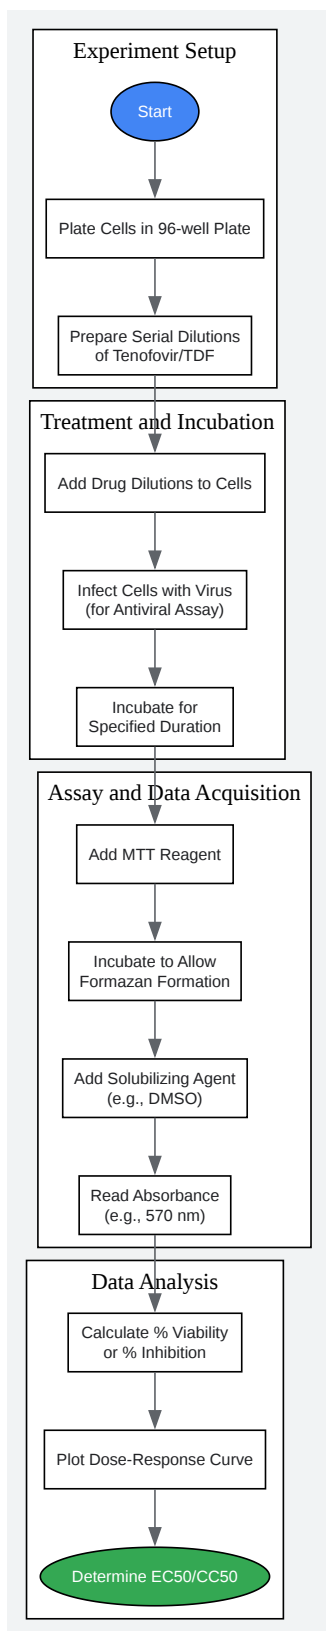 Experiment Setup
Start
Plate Cells in 96-well Plate
Prepare Serial Dilutions
of Tenofovir/TDF
Treatment and Incubation
Add Drug Dilutions to Cells
Infect Cells with Virus
(for Antiviral Assay)
Incubate for
Specified Duration
Assay and Data Acquisition
Add MTT Reagent
Incubate to Allow
Formazan Formation
Add Solubilizing Agent
(e.g., DMSO)
Read Absorbance
(e.g., 570 nm)
Data Analysis
Calculate % Viability
or % Inhibition
Plot Dose-Response Curve
Determine EC50/CC50